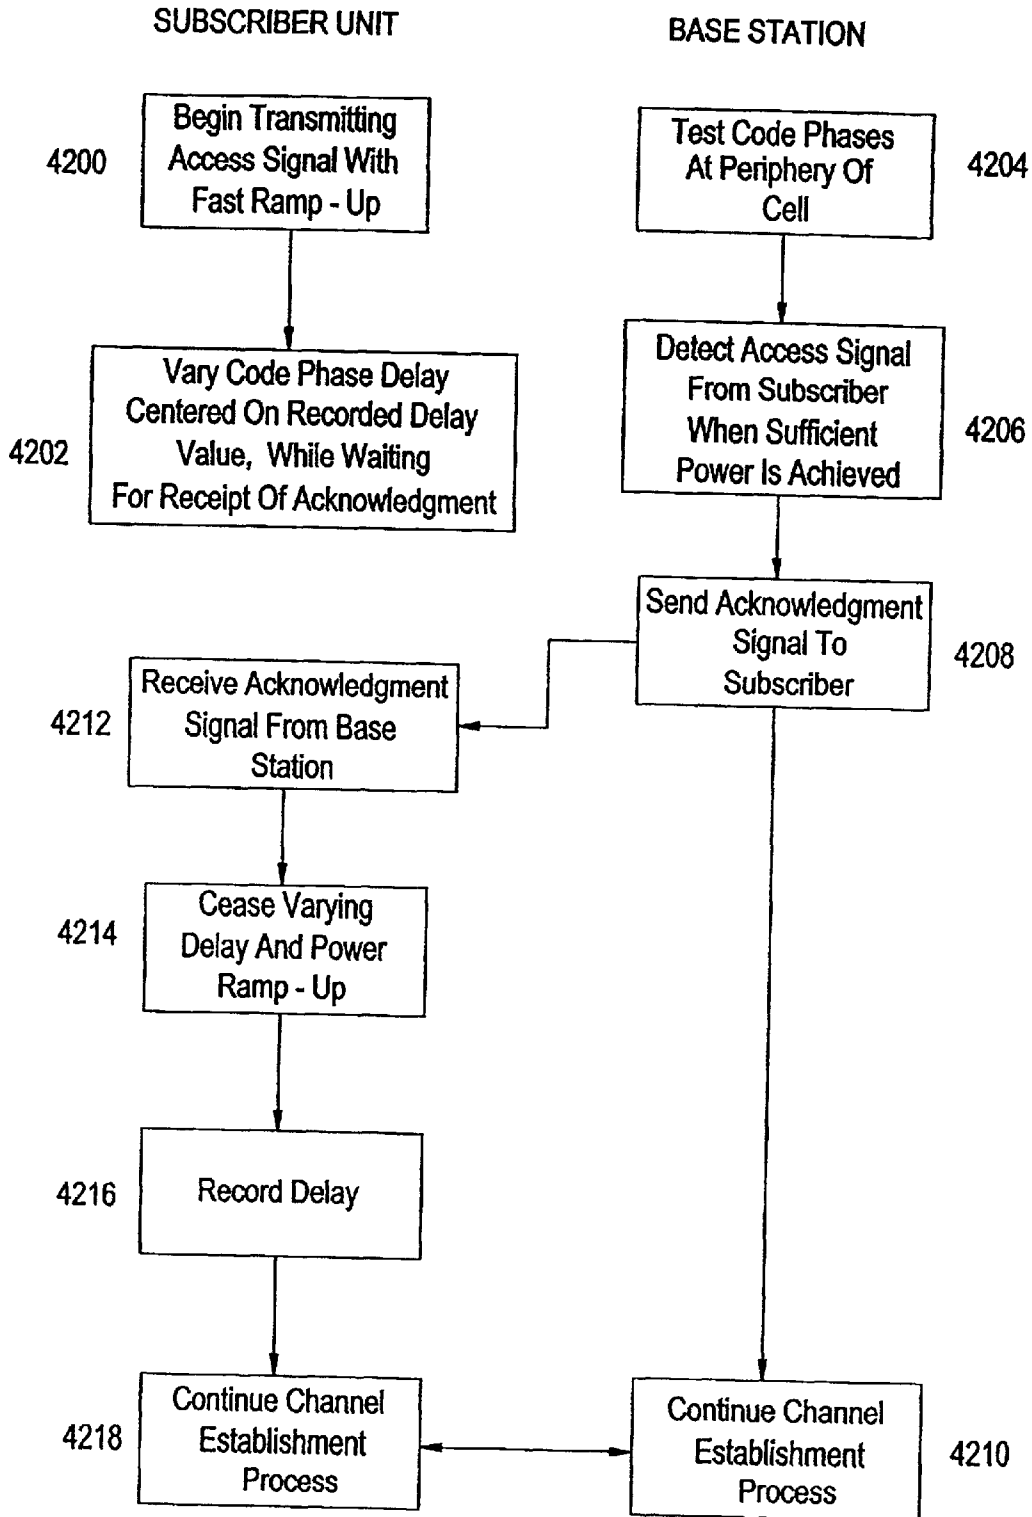 SUBSCRIBER UNIT
BASE STATION
4200
Begin Transmitting
Access Signal With
Fast Ramp - Up
Test Code Phases
At Periphery Of
Cell
4204
4202
Vary Code Phase Delay
Centered On Recorded Delay
Value, While Waiting
For Receipt Of Acknowledgment
Detect Access Signal
From Subscriber
When Sufficient
Power Is Achieved
4206
Send Acknowledgment
Signal To
Subscriber
4208
4212
Receive Acknowledgment
Signal From Base
Station
4214
Cease Varying
Delay And Power
Ramp - Up
4216
Record Delay
4218
Continue Channel
Establishment
Process
Continue Channel
Establishment
Process
4210